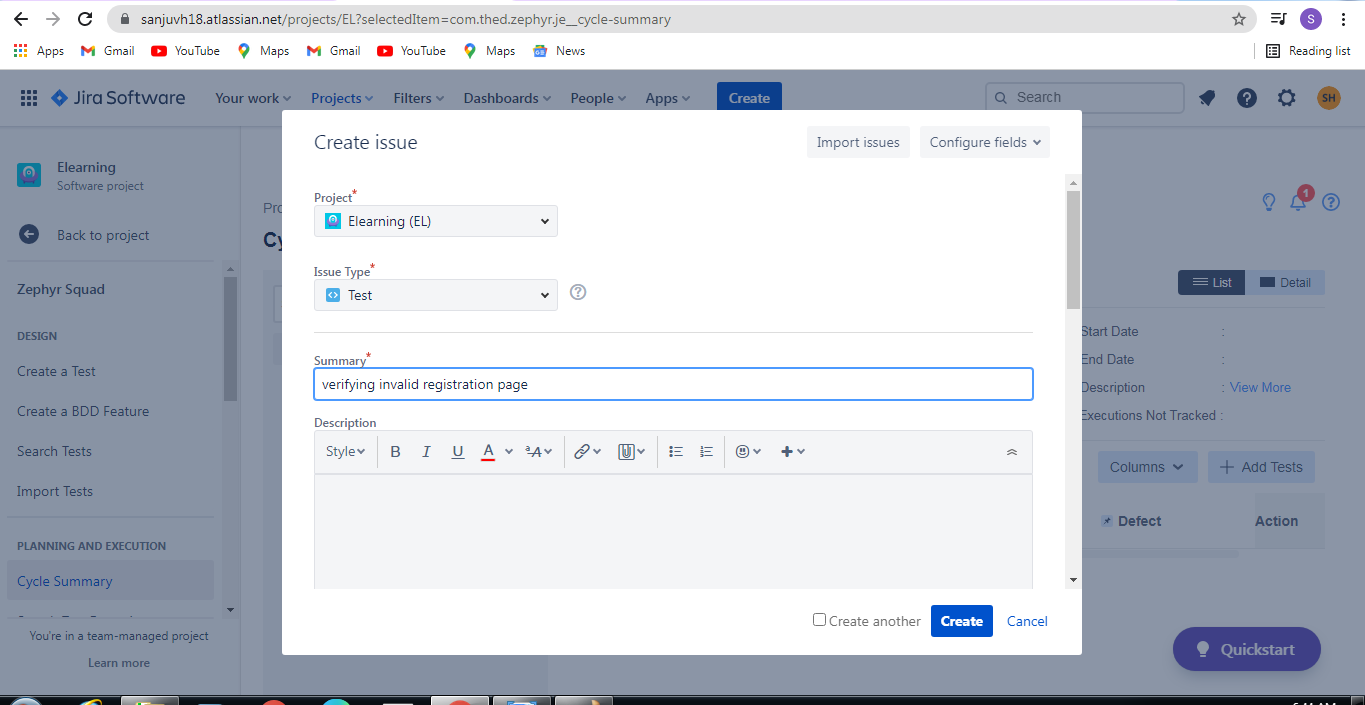 sanjuvh18.atlassian.net/projects/EL?selectedItem=com.thed.zephyr.je__cycle-summary
S
Apps Gmail YouTube Maps Gmail YouTube Maps News Reading list
Jira Software Your work Projects Filters Dashboards People Apps Create Search SH
Create issue Import issues Configure fields
Elearning
Software project
Back to project
Zephyr Squad
DESIGN
Create a Test
Create a BDD Feature
Search Tests
Import Tests
PLANNING AND EXECUTION
Cycle Summary
You're in a team-managed project
Learn more
Project*
Elearning (EL)
Issue Type*
Test
Summary*
verifying invalid registration page
Description
Style B I U A A
Create another Create Cancel
1
List Detail
Start Date :
End Date :
Description : View More
Executions Not Tracked :
Columns Add Tests
Defect Action
Quickstart